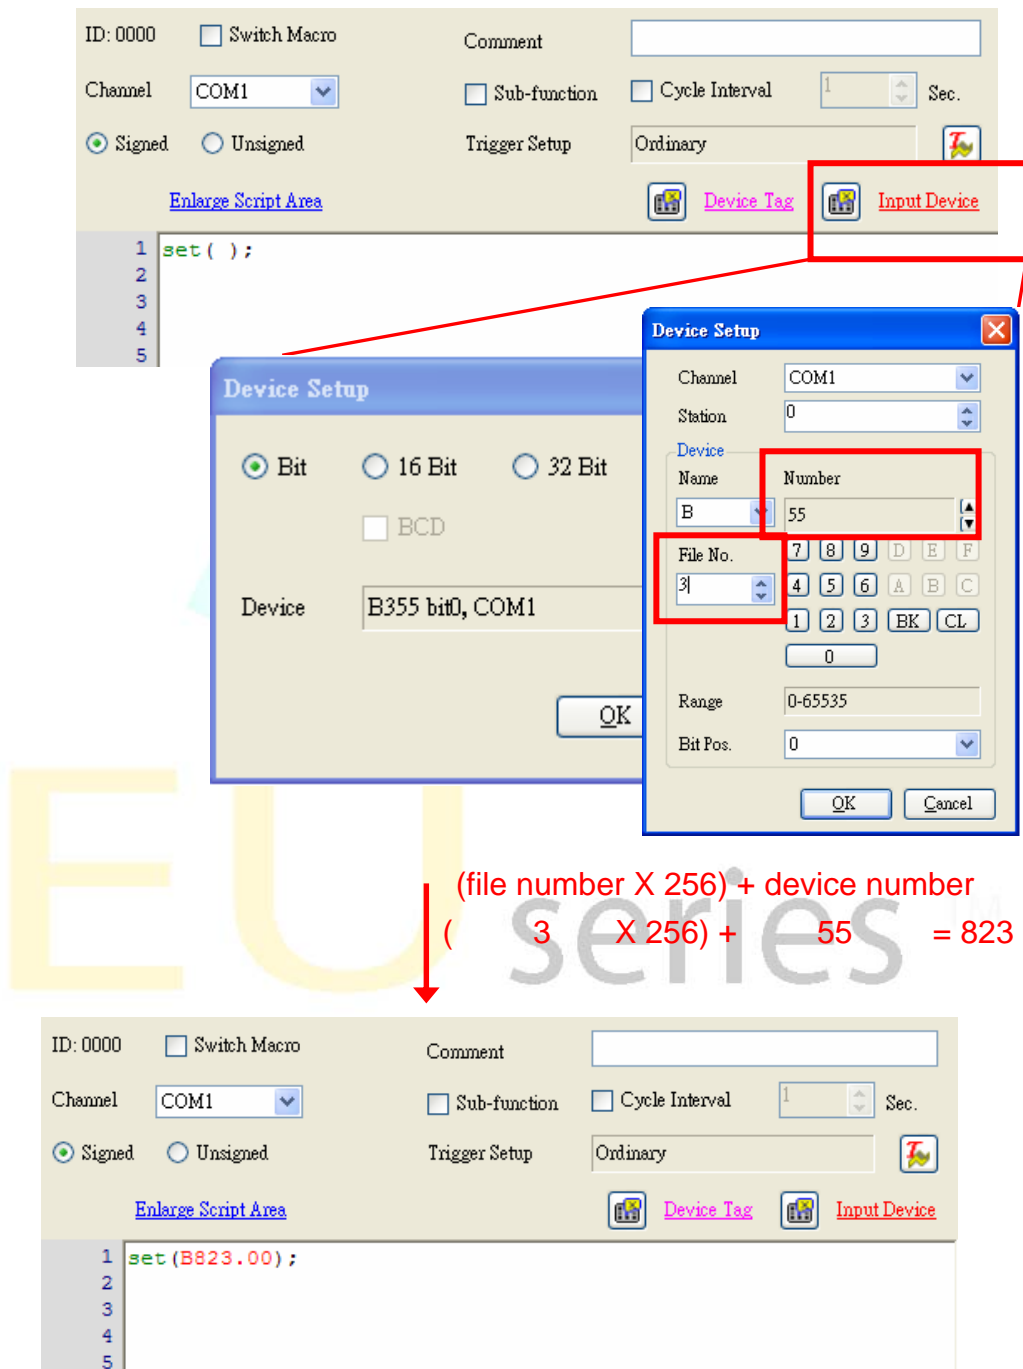 ID: 0000 Switch Macro Comment
Channel COM1 Sub-function Cycle Interval 1 Sec.
Signed Unsigned Trigger Setup Ordinary
Enlarge Script Area Device Tag Input Device
1 set( );
2
3
4
5
Device Setup
Bit 16 Bit 32 Bit
BCD
Device B355 bit0, COM1
OK
Device Setup
Channel COM1
Station 0
Device
Name Number
B 55
File No. 7 8 9 D E F
3 4 5 6 A B C
1 2 3 BK CL
0
Range 0-65535
Bit Pos. 0
OK Cancel
(file number X 256) + device number
( 3 X 256) + 55 = 823
EU series TM
ID: 0000 Switch Macro Comment
Channel COM1 Sub-function Cycle Interval 1 Sec.
Signed Unsigned Trigger Setup Ordinary
Enlarge Script Area Device Tag Input Device
1 set(B823.00);
2
3
4
5